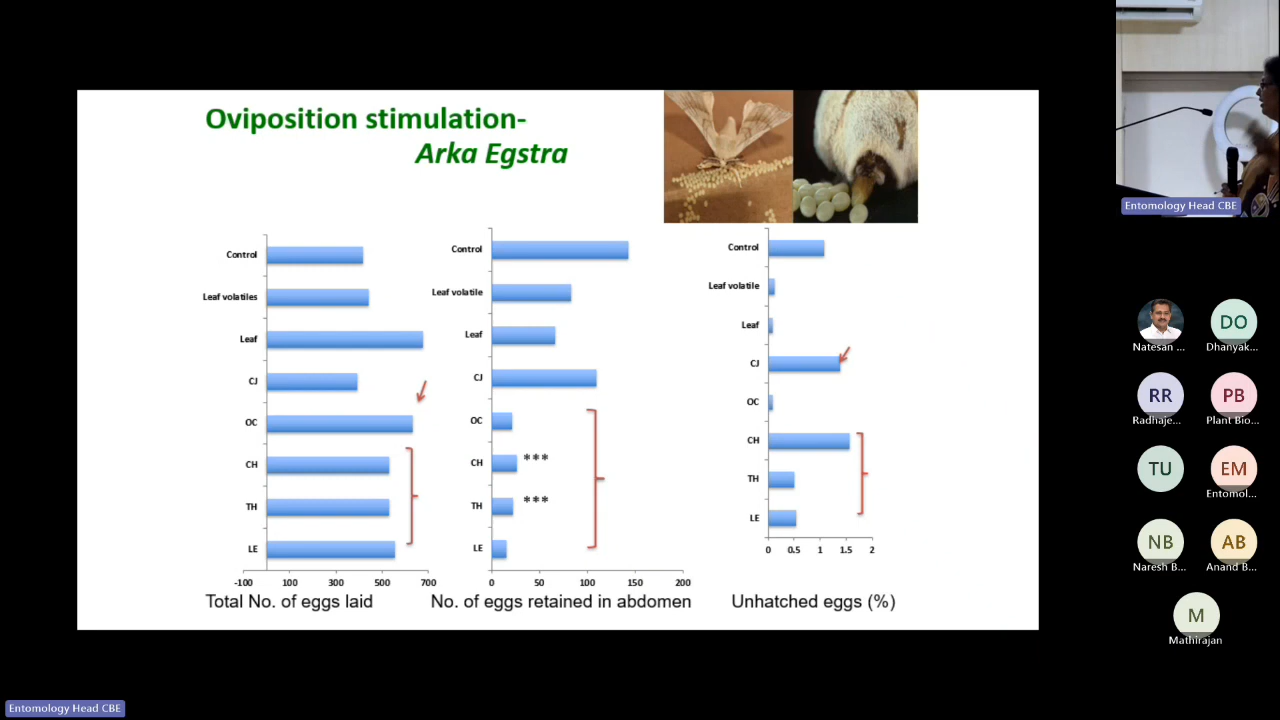 Oviposition stimulation-
Arka Egstra
Control
Leaf volatiles
Leaf
CJ
OC
CH
TH
LE
-100 100 300 500 700
Total No. of eggs laid
Control
Leaf volatile
Leaf
CJ
OC
CH ***
TH ***
LE
0 50 100 150 200
No. of eggs retained in abdomen
Control
Leaf volatile
Leaf
CJ
OC
CH
TH
LE
0 0.5 1 1.5 2
Unhatched eggs (%)
Entomology Head CBE
Natesan ...
DO
Dhanyak...
RR
Radhaje...
PB
Plant Bio...
TU
EM
Entomol...
NB
Naresh B...
AB
Anand B...
M
Mathirajan
Entomology Head CBE